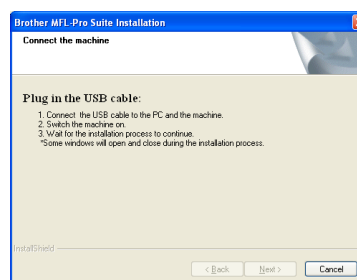 Brother MFL-Pro Suite Installation
Connect the machine
Plug in the USB cable:
1. Connect the USB cable to the PC and the machine.
2. Switch the machine on.
3. Wait for the installation process to continue.
*Some windows will open and close during the installation process.
InstallShield
< Back
Next >
Cancel